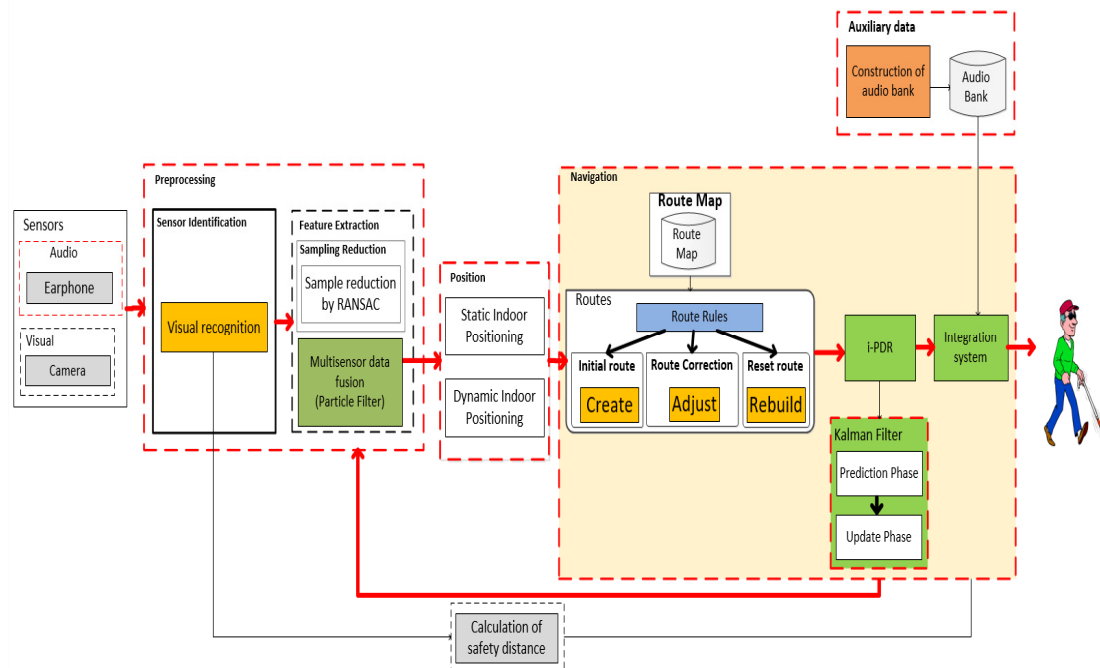 Auxiliary data
Construction of
audio bank
Audio
Bank
Preprocessing
Navigation
Sensors
Audio
Earphone
Visual
Camera
Sensor Identification
Visual recognition
Feature Extraction
Sampling Reduction
Sample reduction
by RANSAC
Multisensor data
fusion
(Particle Filter)
Position
Static Indoor
Positioning
Dynamic Indoor
Positioning
Route Map
Route
Map
Routes
Route Rules
Initial route
Create
Route Correction
Adjust
Reset route
Rebuild
i-PDR
Integration
system
Kalman Filter
Prediction Phase
Update Phase
Calculation of
safety distance